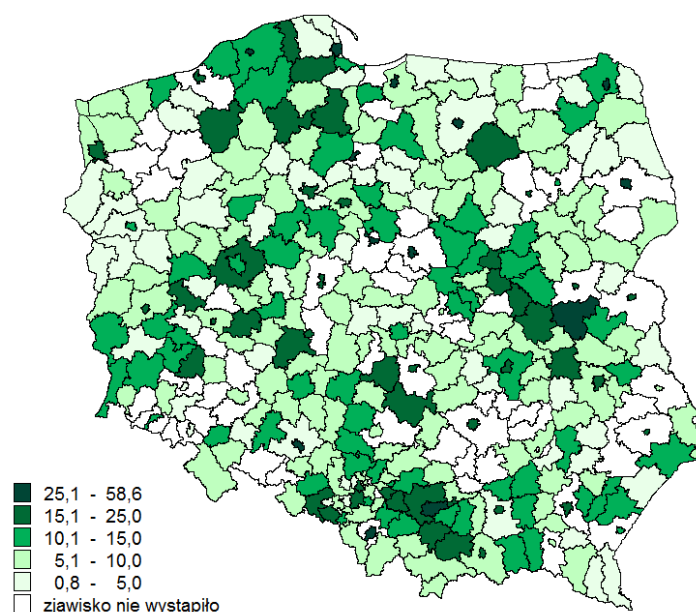 25,1 - 58,6
15,1 - 25,0
10,1 - 15,0
5,1 - 10,0
0,8 - 5,0
zjawisko nie wystąpiło